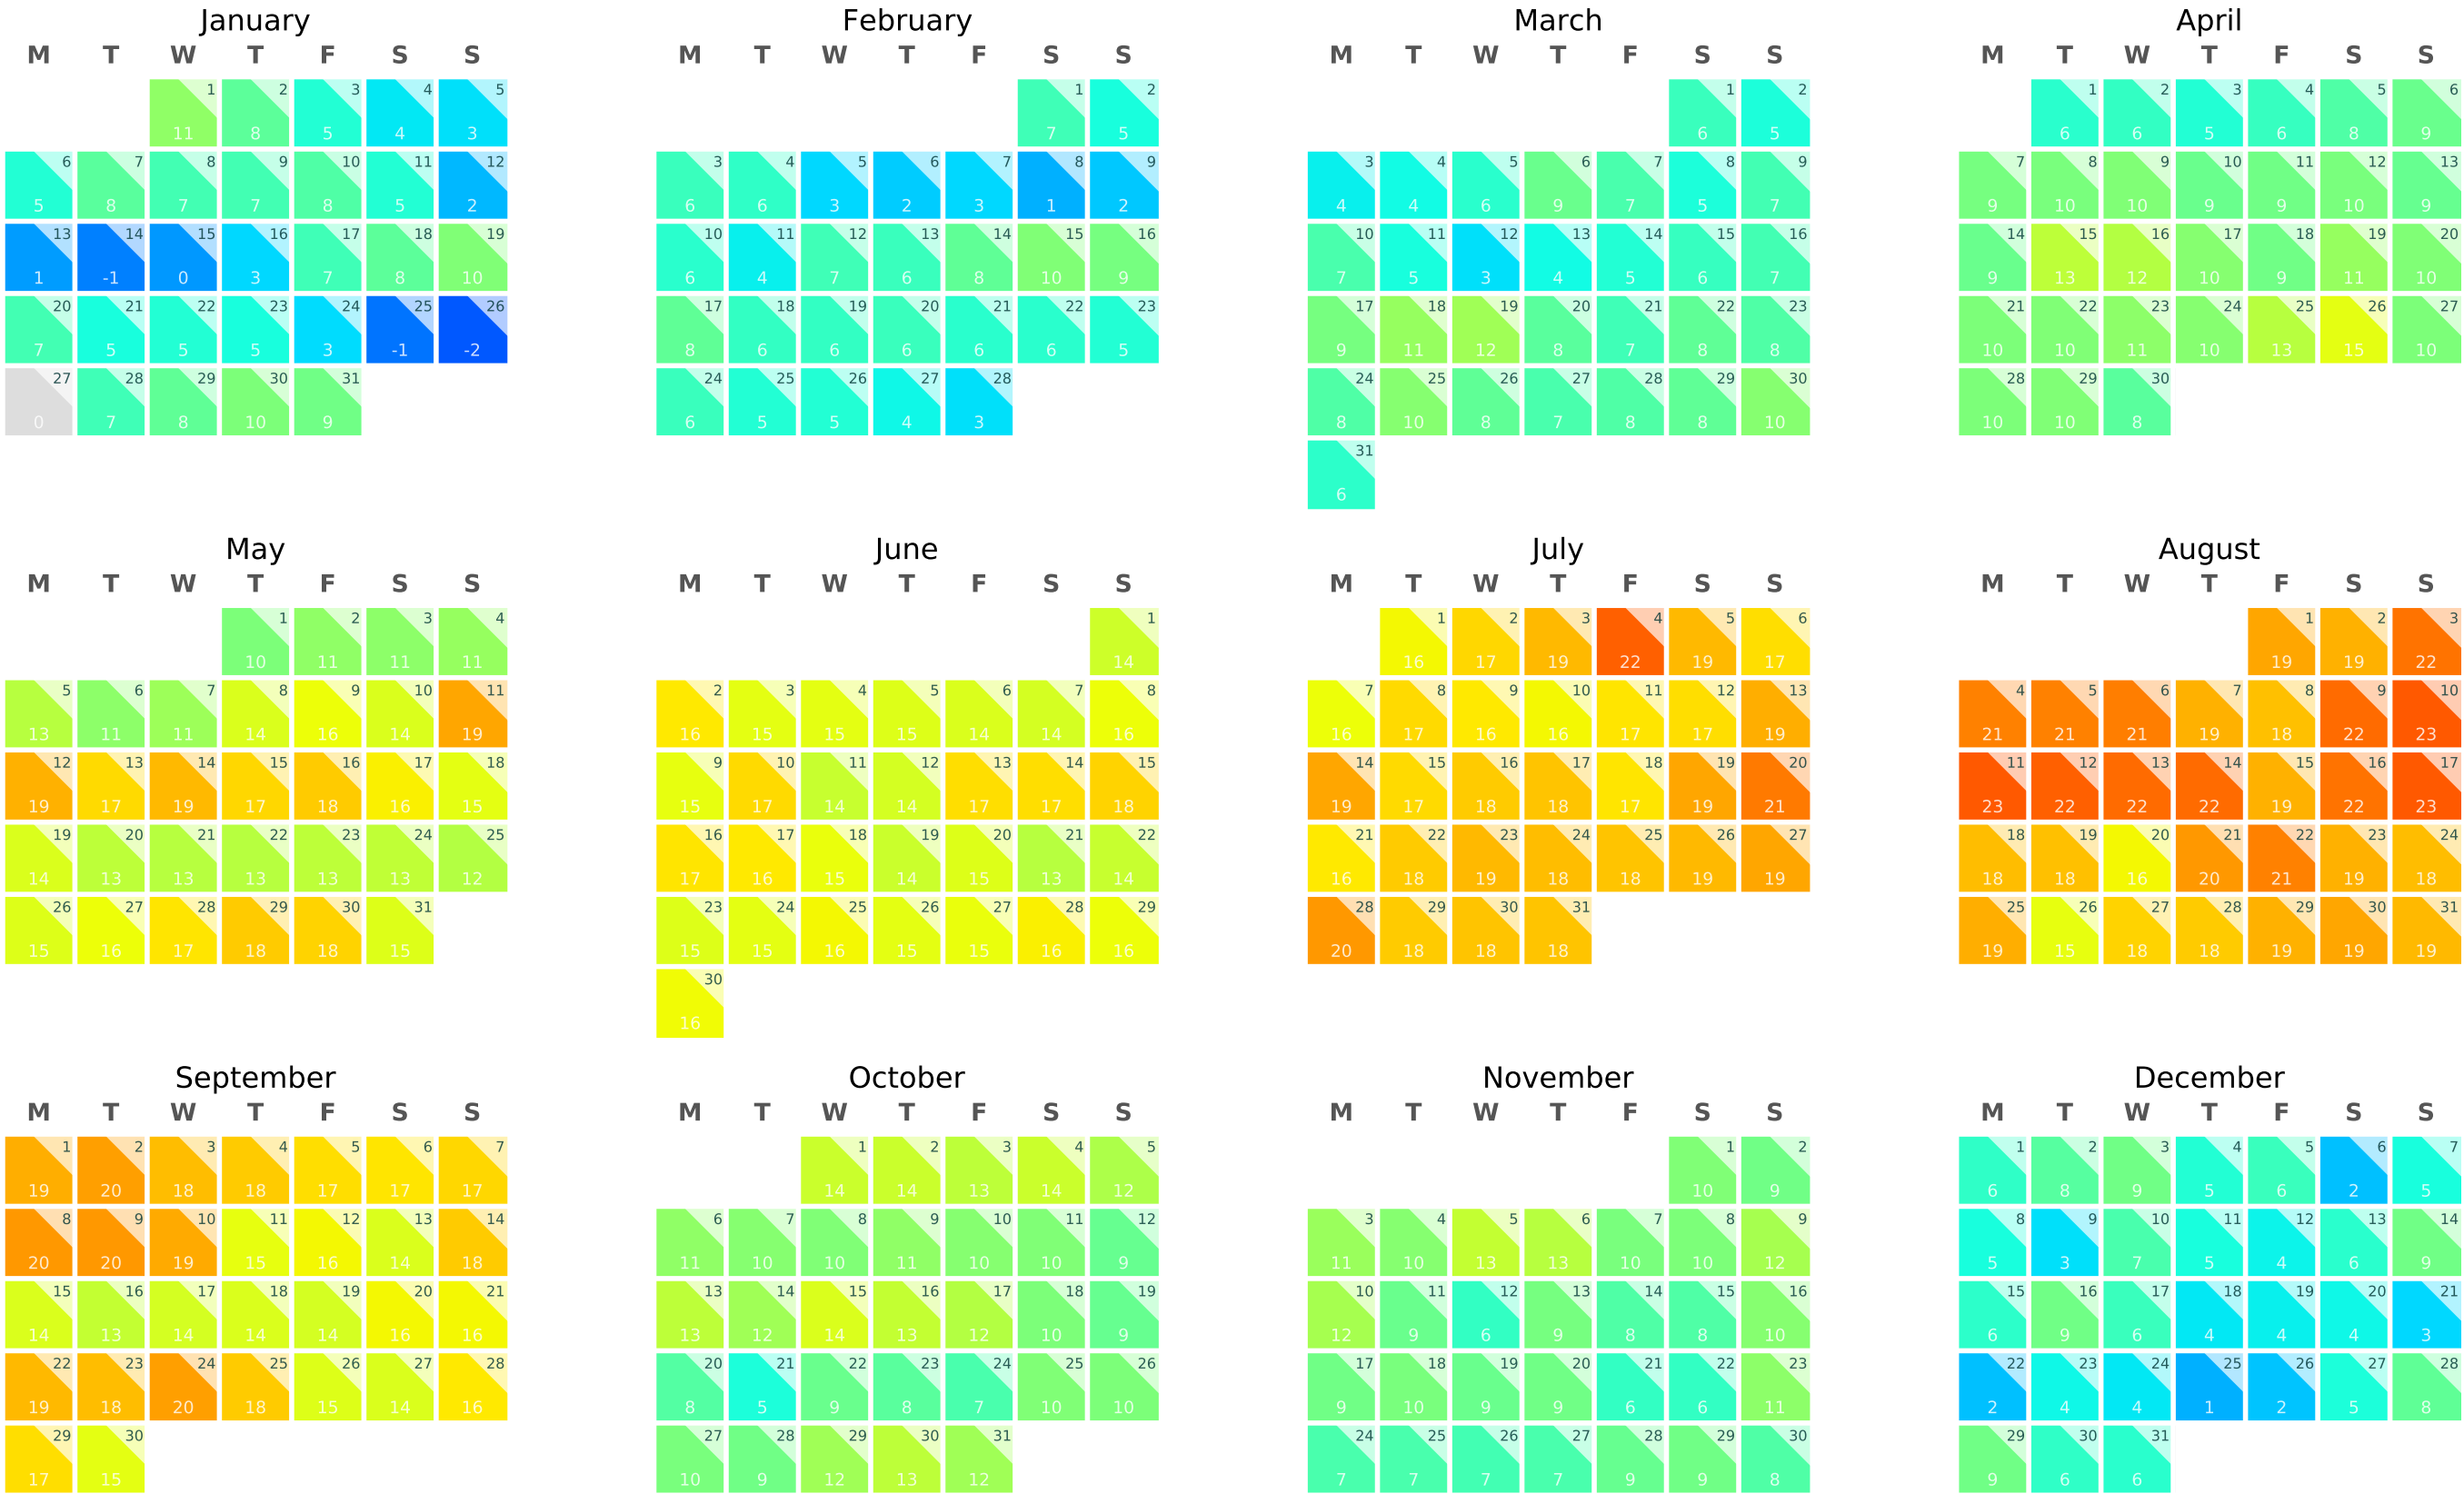 January February March April
M T W T F S S M T W T F S S M T W T F S S M T W T F S S
1 2 3 4 5 1 2 1 2 1 2 3 4 5 6
11 8 5 4 3 7 5 6 5 6 6 5 6 8 9
6 7 8 9 10 11 12 3 4 5 6 7 8 9 3 4 5 6 7 8 9 7 8 9 10 11 12 13
5 8 7 7 8 5 2 6 6 3 2 3 1 2 4 4 6 9 7 5 7 9 10 10 9 9 10 9
13 14 15 16 17 18 19 10 11 12 13 14 15 16 10 11 12 13 14 15 16 14 15 16 17 18 19 20
1 -1 0 3 7 8 10 6 4 7 6 8 10 9 7 5 3 4 5 6 7 9 13 12 10 9 11 10
20 21 22 23 24 25 26 17 18 19 20 21 22 23 17 18 19 20 21 22 23 21 22 23 24 25 26 27
7 5 5 5 3 -1 -2 8 6 6 6 6 6 5 9 11 12 8 7 8 8 10 10 11 10 13 15 10
27 28 29 30 31 24 25 26 27 28 24 25 26 27 28 29 30 28 29 30
0 7 8 10 9 6 5 5 4 3 8 10 8 7 8 8 10 10 10 8
31
6
May June July August
M T W T F S S M T W T F S S M T W T F S S M T W T F S S
1 2 3 4 1 1 2 3 4 5 6 1 2 3
10 11 11 11 14 16 17 19 22 19 17 19 19 22
5 6 7 8 9 10 11 2 3 4 5 6 7 8 7 8 9 10 11 12 13 4 5 6 7 8 9 10
13 11 11 14 16 14 19 16 15 15 15 14 14 16 16 17 16 16 17 17 19 21 21 21 19 18 22 23
12 13 14 15 16 17 18 9 10 11 12 13 14 15 14 15 16 17 18 19 20 11 12 13 14 15 16 17
19 17 19 17 18 16 15 15 17 14 14 17 17 18 19 17 18 18 17 19 21 23 22 22 22 19 22 23
19 20 21 22 23 24 25 16 17 18 19 20 21 22 21 22 23 24 25 26 27 18 19 20 21 22 23 24
14 13 13 13 13 13 12 17 16 15 14 15 13 14 16 18 19 18 18 19 19 18 18 16 20 21 19 18
26 27 28 29 30 31 23 24 25 26 27 28 29 28 29 30 31 25 26 27 28 29 30 31
15 16 17 18 18 15 15 15 16 15 15 16 16 20 18 18 18 19 15 18 18 19 19 19
30
16
September October November December
M T W T F S S M T W T F S S M T W T F S S M T W T F S S
1 2 3 4 5 6 7 1 2 3 4 5 1 2 1 2 3 4 5 6 7
19 20 18 18 17 17 17 14 14 13 14 12 10 9 6 8 9 5 6 2 5
8 9 10 11 12 13 14 6 7 8 9 10 11 12 3 4 5 6 7 8 9 8 9 10 11 12 13 14
20 20 19 15 16 14 18 11 10 10 11 10 10 9 11 10 13 13 10 10 12 5 3 7 5 4 6 9
15 16 17 18 19 20 21 13 14 15 16 17 18 19 10 11 12 13 14 15 16 15 16 17 18 19 20 21
14 13 14 14 14 16 16 13 12 14 13 12 10 9 12 9 6 9 8 8 10 6 9 6 4 4 4 3
22 23 24 25 26 27 28 20 21 22 23 24 25 26 17 18 19 20 21 22 23 22 23 24 25 26 27 28
19 18 20 18 15 14 16 8 5 9 8 7 10 10 9 10 9 9 6 6 11 2 4 4 1 2 5 8
29 30 27 28 29 30 31 24 25 26 27 28 29 30 29 30 31
17 15 10 9 12 13 12 7 7 7 7 9 9 8 9 6 6